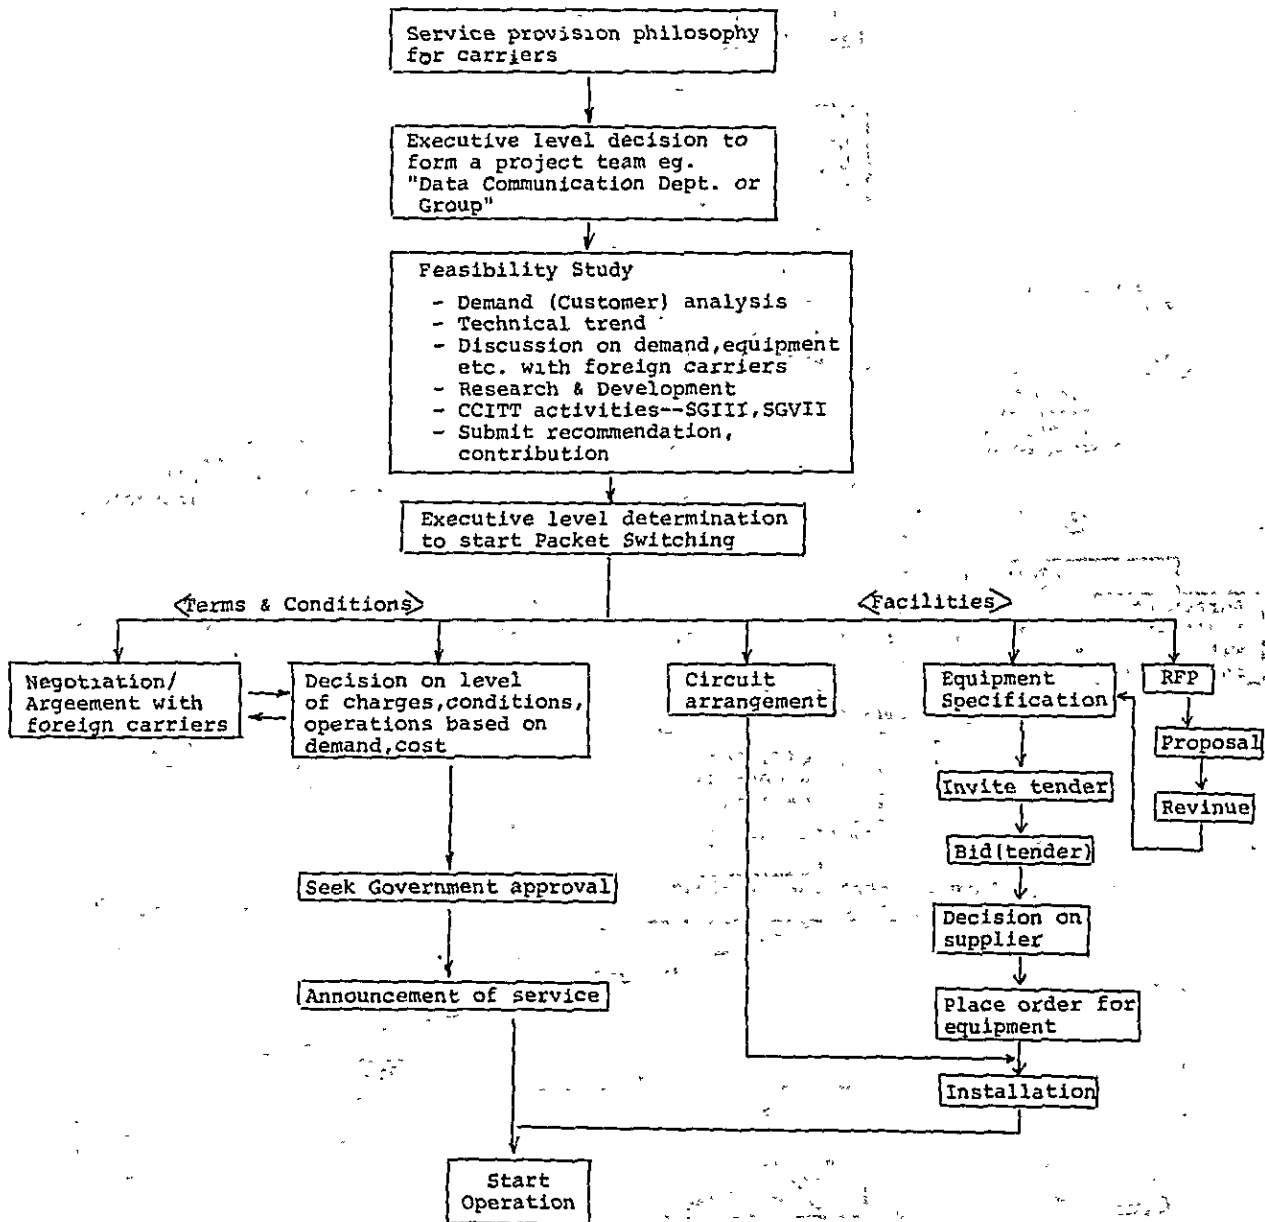 Service provision philosophy
for carriers
Executive level decision to
form a project team eg.
"Data Communication Dept. or
Group"
Feasibility Study
- Demand (Customer) analysis
- Technical trend
- Discussion on demand,equipment
etc. with foreign carriers
- Research & Development
- CCITT activities--SGIII,SGVII
- Submit recommendation,
contribution
Executive level determination
to start Packet Switching
<Terms & Conditions>
<Facilities>
Negotiation/
Argeement with
foreign carriers
Decision on level
of charges,conditions,
operations based on
demand,cost
Circuit
arrangement
Equipment
Specification
RFP
Proposal
Revinue
Invite tender
Bid(tender)
Seek Government approval
Decision on
supplier
Announcement of service
Place order for
equipment
Installation
Start
Operation